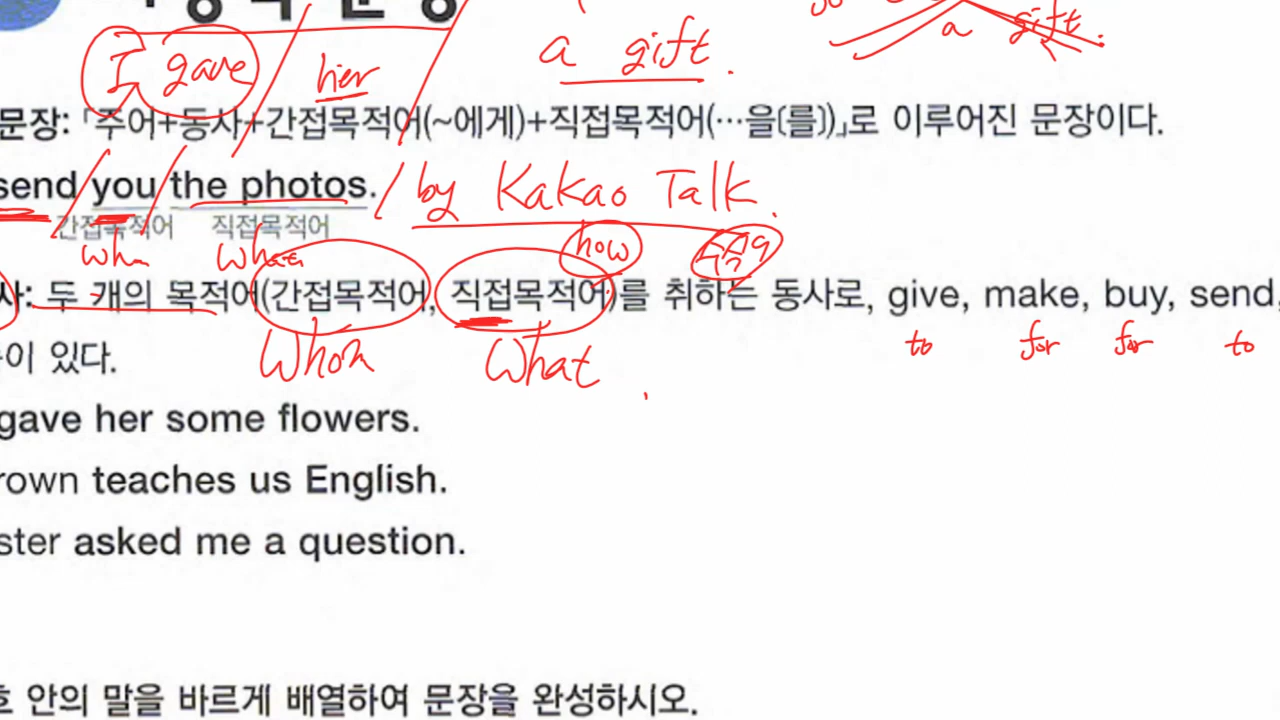 I gave / her / a gift.
a gift.
문장: 「주어+동사+간접목적어(~에게)+직접목적어(…을(를))」로 이루어진 문장이다.
send you the photos. / by Kakao Talk.
간접목적어 직접목적어
how
사: 두 개의 목적어(간접목적어, 직접목적어)를 취하는 동사로, give, make, buy, send,
to for for to
Whom What
이 있다.
gave her some flowers.
rown teaches us English.
ster asked me a question.
호 안의 말을 바르게 배열하여 문장을 완성하시오.